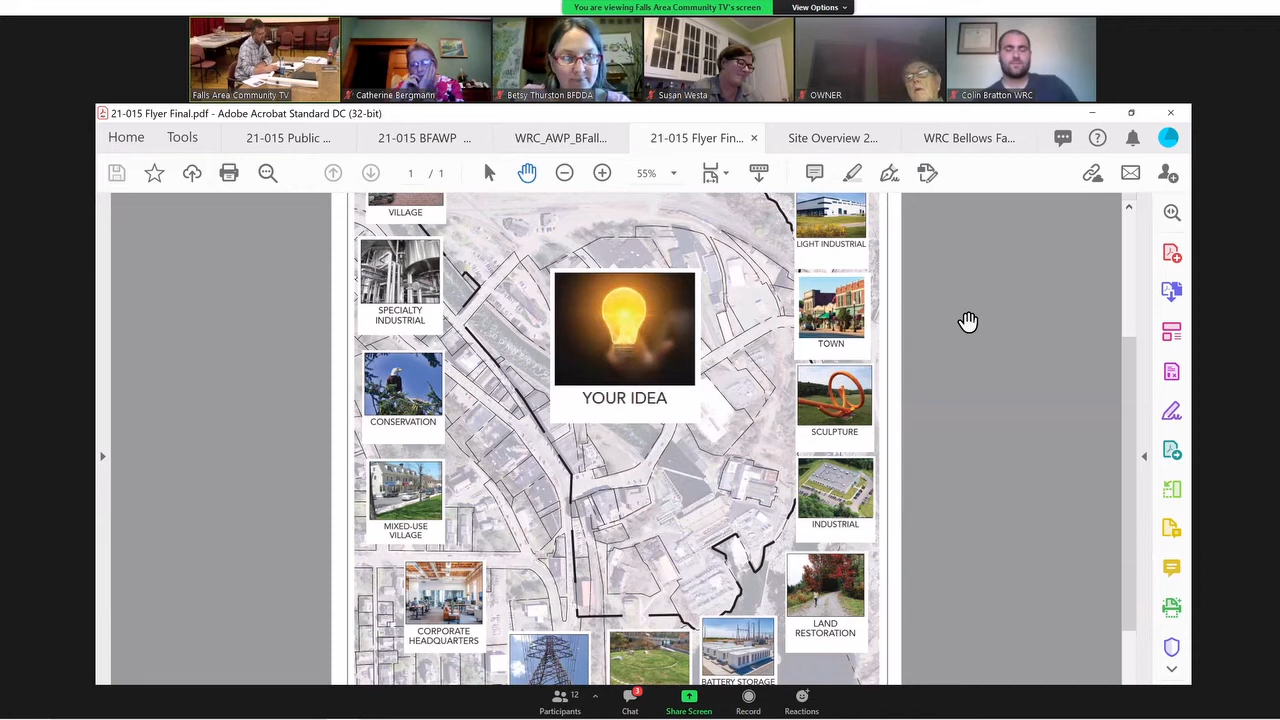 You are viewing Falls Area Community TV's screen
View Options
Falls Area Community TV
Catherine Bergmann
Betsy Thurston BFDDA
Susan Westa
OWNER
Colin Bratton WRC
21-015 Flyer Final.pdf - Adobe Acrobat Standard DC (32-bit)
Home
Tools
21-015 Public ...
21-015 BFAWP ...
WRC_AWP_BFall...
21-015 Flyer Fin...
Site Overview 2...
WRC Bellows Fa...
1 / 1
55%
VILLAGE
LIGHT INDUSTRIAL
SPECIALTY
INDUSTRIAL
TOWN
YOUR IDEA
CONSERVATION
SCULPTURE
MIXED-USE
VILLAGE
INDUSTRIAL
CORPORATE
HEADQUARTERS
LAND
RESTORATION
BATTERY STORAGE
12
3
Participants
Chat
Share Screen
Record
Reactions